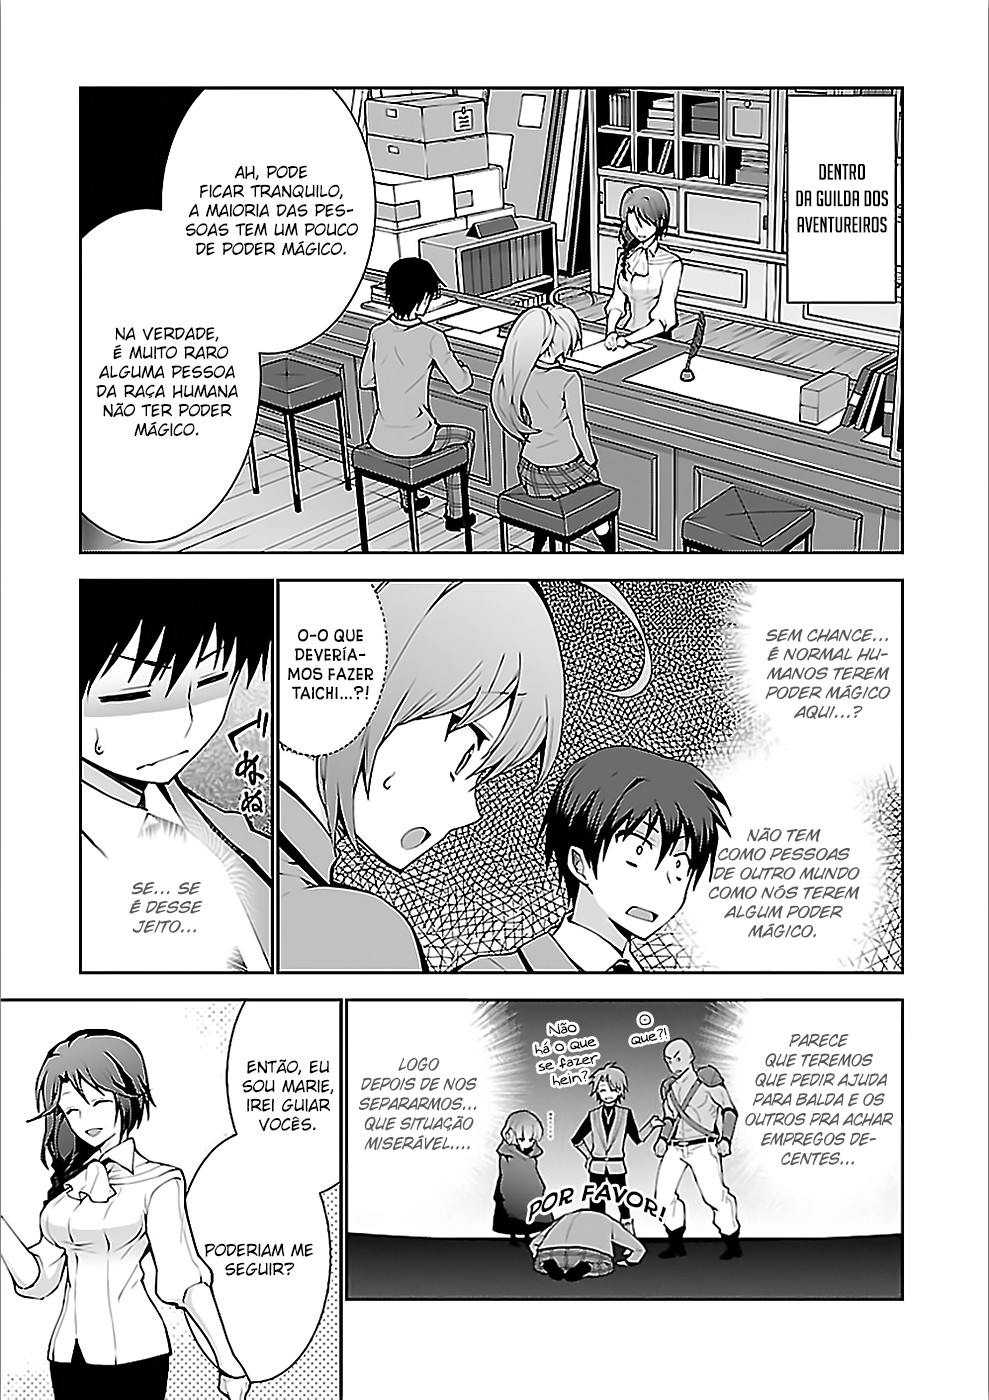 DENTRO
DA GUILDA DOS
AVENTUREIROS
AH, PODE
FICAR TRANQUILO,
A MAIORIA DAS PES-
SOAS TEM UM POUCO
DE PODER MÁGICO.
NA VERDADE,
É MUITO RARO
ALGUMA PESSOA
DA RAÇA HUMANA
NÃO TER PODER
MÁGICO.
SEM CHANCE...
É NORMAL HU-
MANOS TEREM
PODER MÁGICO
AQUI...?
NÃO TEM
COMO PESSOAS
DE OUTRO MUNDO
COMO NÓS TEREM
ALGUM PODER
MÁGICO.
O-O QUE
DEVERÍA-
MOS FAZER
TAICHI...?!
SE... SE
É DESSE
JEITO...
PARECE
QUE TEREMOS
QUE PEDIR AJUDA
PARA BALDA E OS
OUTROS PRA ACHAR
EMPREGOS DE-
CENTES...
O
que?!
Não
há o que
se fazer
hein?
POR FAVOR!
LOGO
DEPOIS DE NOS
SEPARARMOS...
QUE SITUAÇÃO
MISERÁVEL....
ENTÃO, EU
SOU MARIE,
IREI GUIAR
VOCÊS.
PODERIAM ME
SEGUIR?